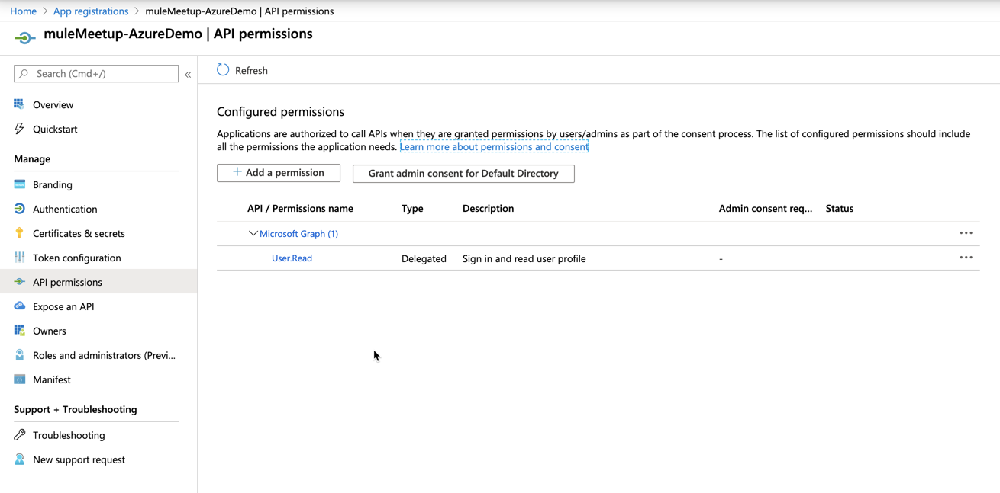 Home > App registrations > muleMeetup-AzureDemo | API permissions
muleMeetup-AzureDemo | API permissions
Search (Cmd+/)
«
Overview
Quickstart
Manage
Branding
Authentication
Certificates & secrets
Token configuration
API permissions
Expose an API
Owners
Roles and administrators (Previ...
Manifest
Support + Troubleshooting
Troubleshooting
New support request
Refresh
Configured permissions
Applications are authorized to call APIs when they are granted permissions by users/admins as part of the consent process. The list of configured permissions should include
all the permissions the application needs. Learn more about permissions and consent
+ Add a permission Grant admin consent for Default Directory
API / Permissions name Type Description Admin consent req... Status
Microsoft Graph (1) ...
User.Read Delegated Sign in and read user profile - ...